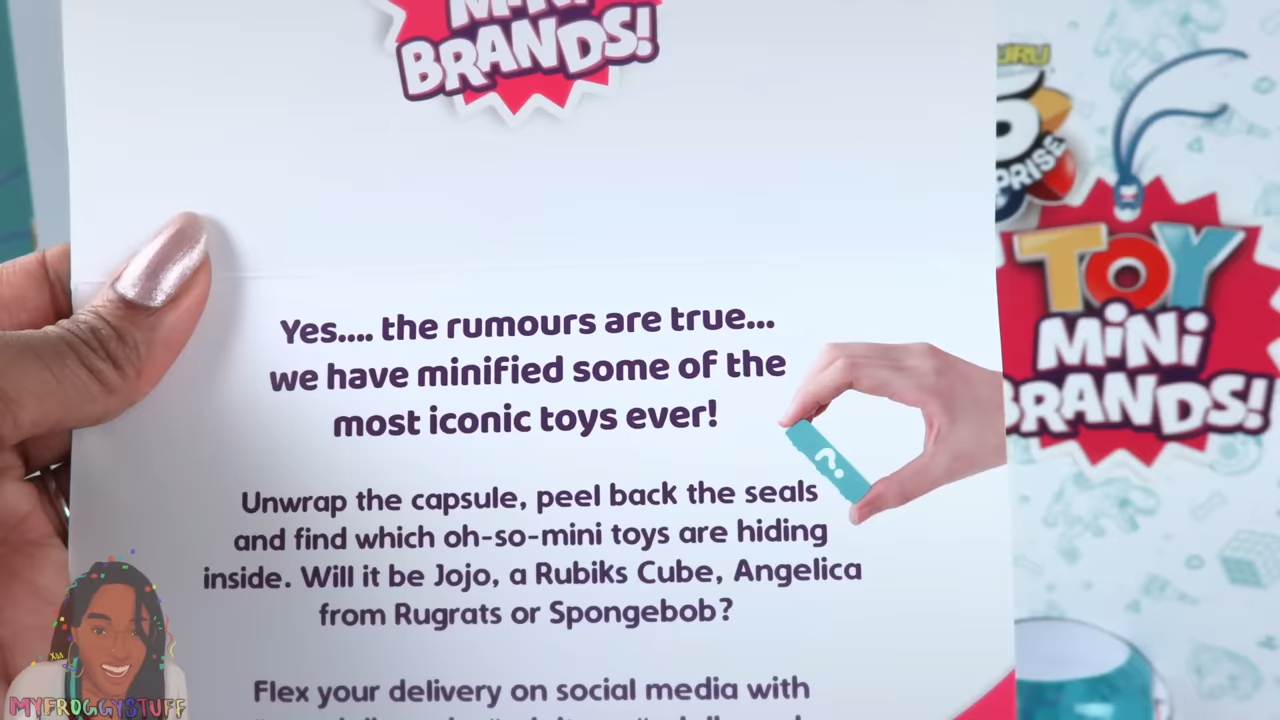 MINI
BRANDS!
Yes.... the rumours are true...
we have minified some of the
most iconic toys ever!
?
Unwrap the capsule, peel back the seals
and find which oh-so-mini toys are hiding
inside. Will it be Jojo, a Rubiks Cube, Angelica
from Rugrats or Spongebob?
Flex your delivery on social media with
5
TOY
MINI
BRANDS!
MYFROGGYSTUFF